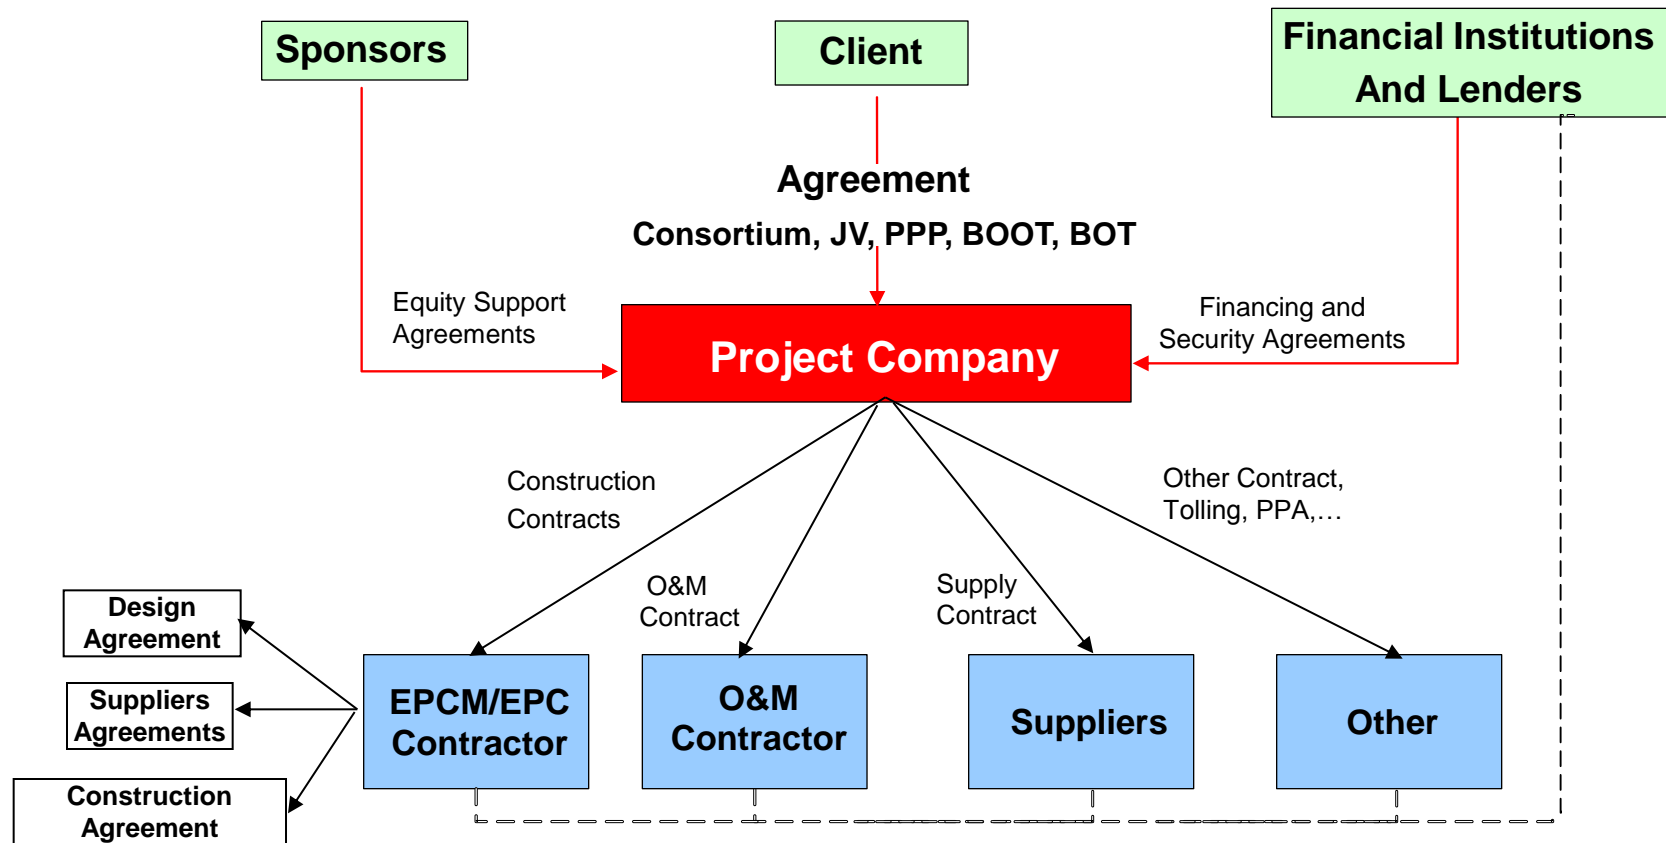 Sponsors
Client
Financial Institutions
And Lenders
Agreement
Consortium, JV, PPP, BOOT, BOT
Equity Support
Agreements
Financing and
Security Agreements
Project Company
Construction
Contracts
O&M
Contract
Supply
Contract
Other Contract,
Tolling, PPA,...
Design
Agreement
Suppliers
Agreements
Construction
Agreement
EPCM/EPC
Contractor
O&M
Contractor
Suppliers
Other